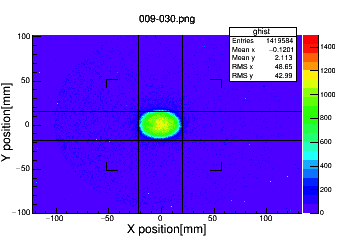 009-030.png
ghist
Entries 1419584
Mean x -0.1201
Mean y 2.113
RMS x 48.65
RMS y 42.99
100
50
0
-50
-100
-100 -50 0 50 100
1400
1200
1000
800
600
400
200
0
Y position[mm]
X position[mm]